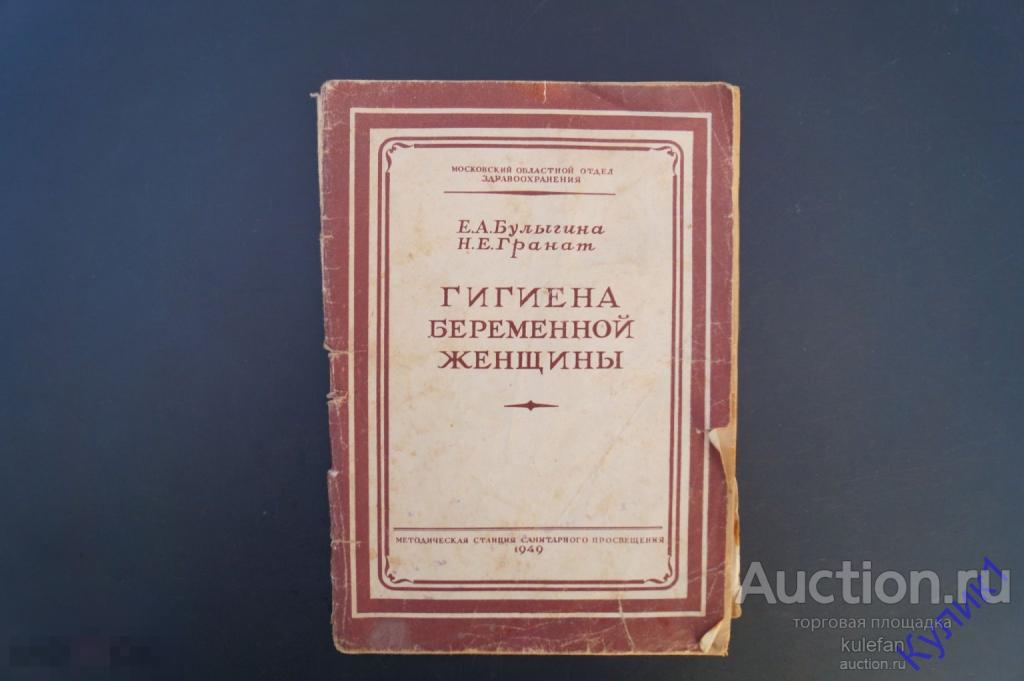 МОСКОВСКИЙ ОБЛАСТНОЙ ОТДЕЛ
ЗДРАВООХРАНЕНИЯ
Е.А.Булыгина
Н.Е.Гранат
ГИГИЕНА
БЕРЕМЕННОЙ
ЖЕНЩИНЫ
МЕТОДИЧЕСКАЯ СТАНЦИЯ САНИТАРНОГО ПРОСВЕЩЕНИЯ
1949
Auction.ru
торговая площадка
kulefan
auction.ru
Кулик1